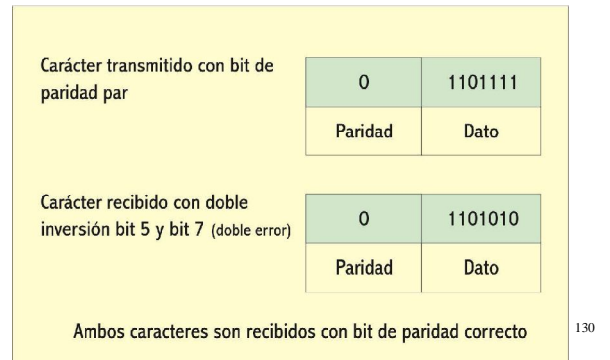 Carácter transmitido con bit de
paridad par
0 1101111
Paridad Dato
Carácter recibido con doble
inversión bit 5 y bit 7 (doble error)
0 1101010
Paridad Dato
Ambos caracteres son recibidos con bit de paridad correcto
130